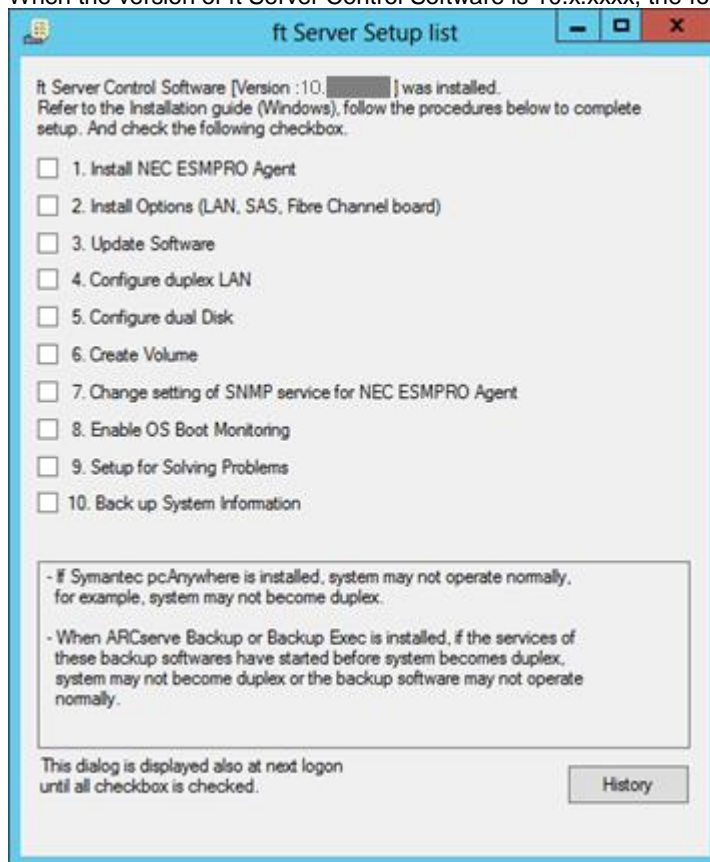 When the version of ft Server Control Software is 10.x.xxxx, the fo
ft Server Setup list
ft Server Control Software [Version :10. ] was installed.
Refer to the Installation guide (Windows), follow the procedures below to complete
setup. And check the following checkbox.
1. Install NEC ESMPRO Agent
2. Install Options (LAN, SAS, Fibre Channel board)
3. Update Software
4. Configure duplex LAN
5. Configure dual Disk
6. Create Volume
7. Change setting of SNMP service for NEC ESMPRO Agent
8. Enable OS Boot Monitoring
9. Setup for Solving Problems
10. Back up System Information
- If Symantec pcAnywhere is installed, system may not operate normally,
for example, system may not become duplex.
- When ARCserve Backup or Backup Exec is installed, if the services of
these backup softwares have started before system becomes duplex,
system may not become duplex or the backup software may not operate
normally.
This dialog is displayed also at next logon
until all checkbox is checked.
History